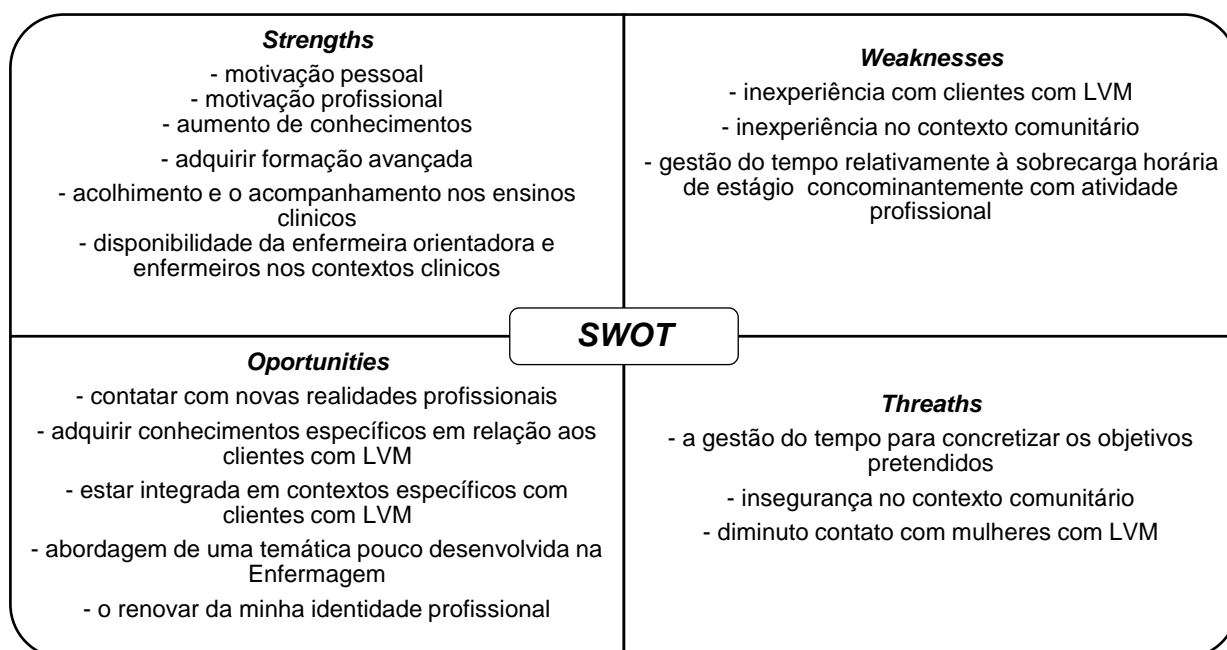 Strengths
- motivação pessoal
- motivação profissional
- aumento de conhecimentos
- adquirir formação avançada
- acolhimento e o acompanhamento nos ensinos
clinicos
- disponibilidade da enfermeira orientadora e
enfermeiros nos contextos clinicos
Weaknesses
- inexperiência com clientes com LVM
- inexperiência no contexto comunitário
- gestão do tempo relativamente à sobrecarga horária
de estágio concominantemente com atividade
profissional
SWOT
Oportunities
- contatar com novas realidades profissionais
- adquirir conhecimentos específicos em relação aos
clientes com LVM
- estar integrada em contextos específicos com
clientes com LVM
- abordagem de uma temática pouco desenvolvida na
Enfermagem
- o renovar da minha identidade profissional
Threaths
- a gestão do tempo para concretizar os objetivos
pretendidos
- insegurança no contexto comunitário
- diminuto contato com mulheres com LVM